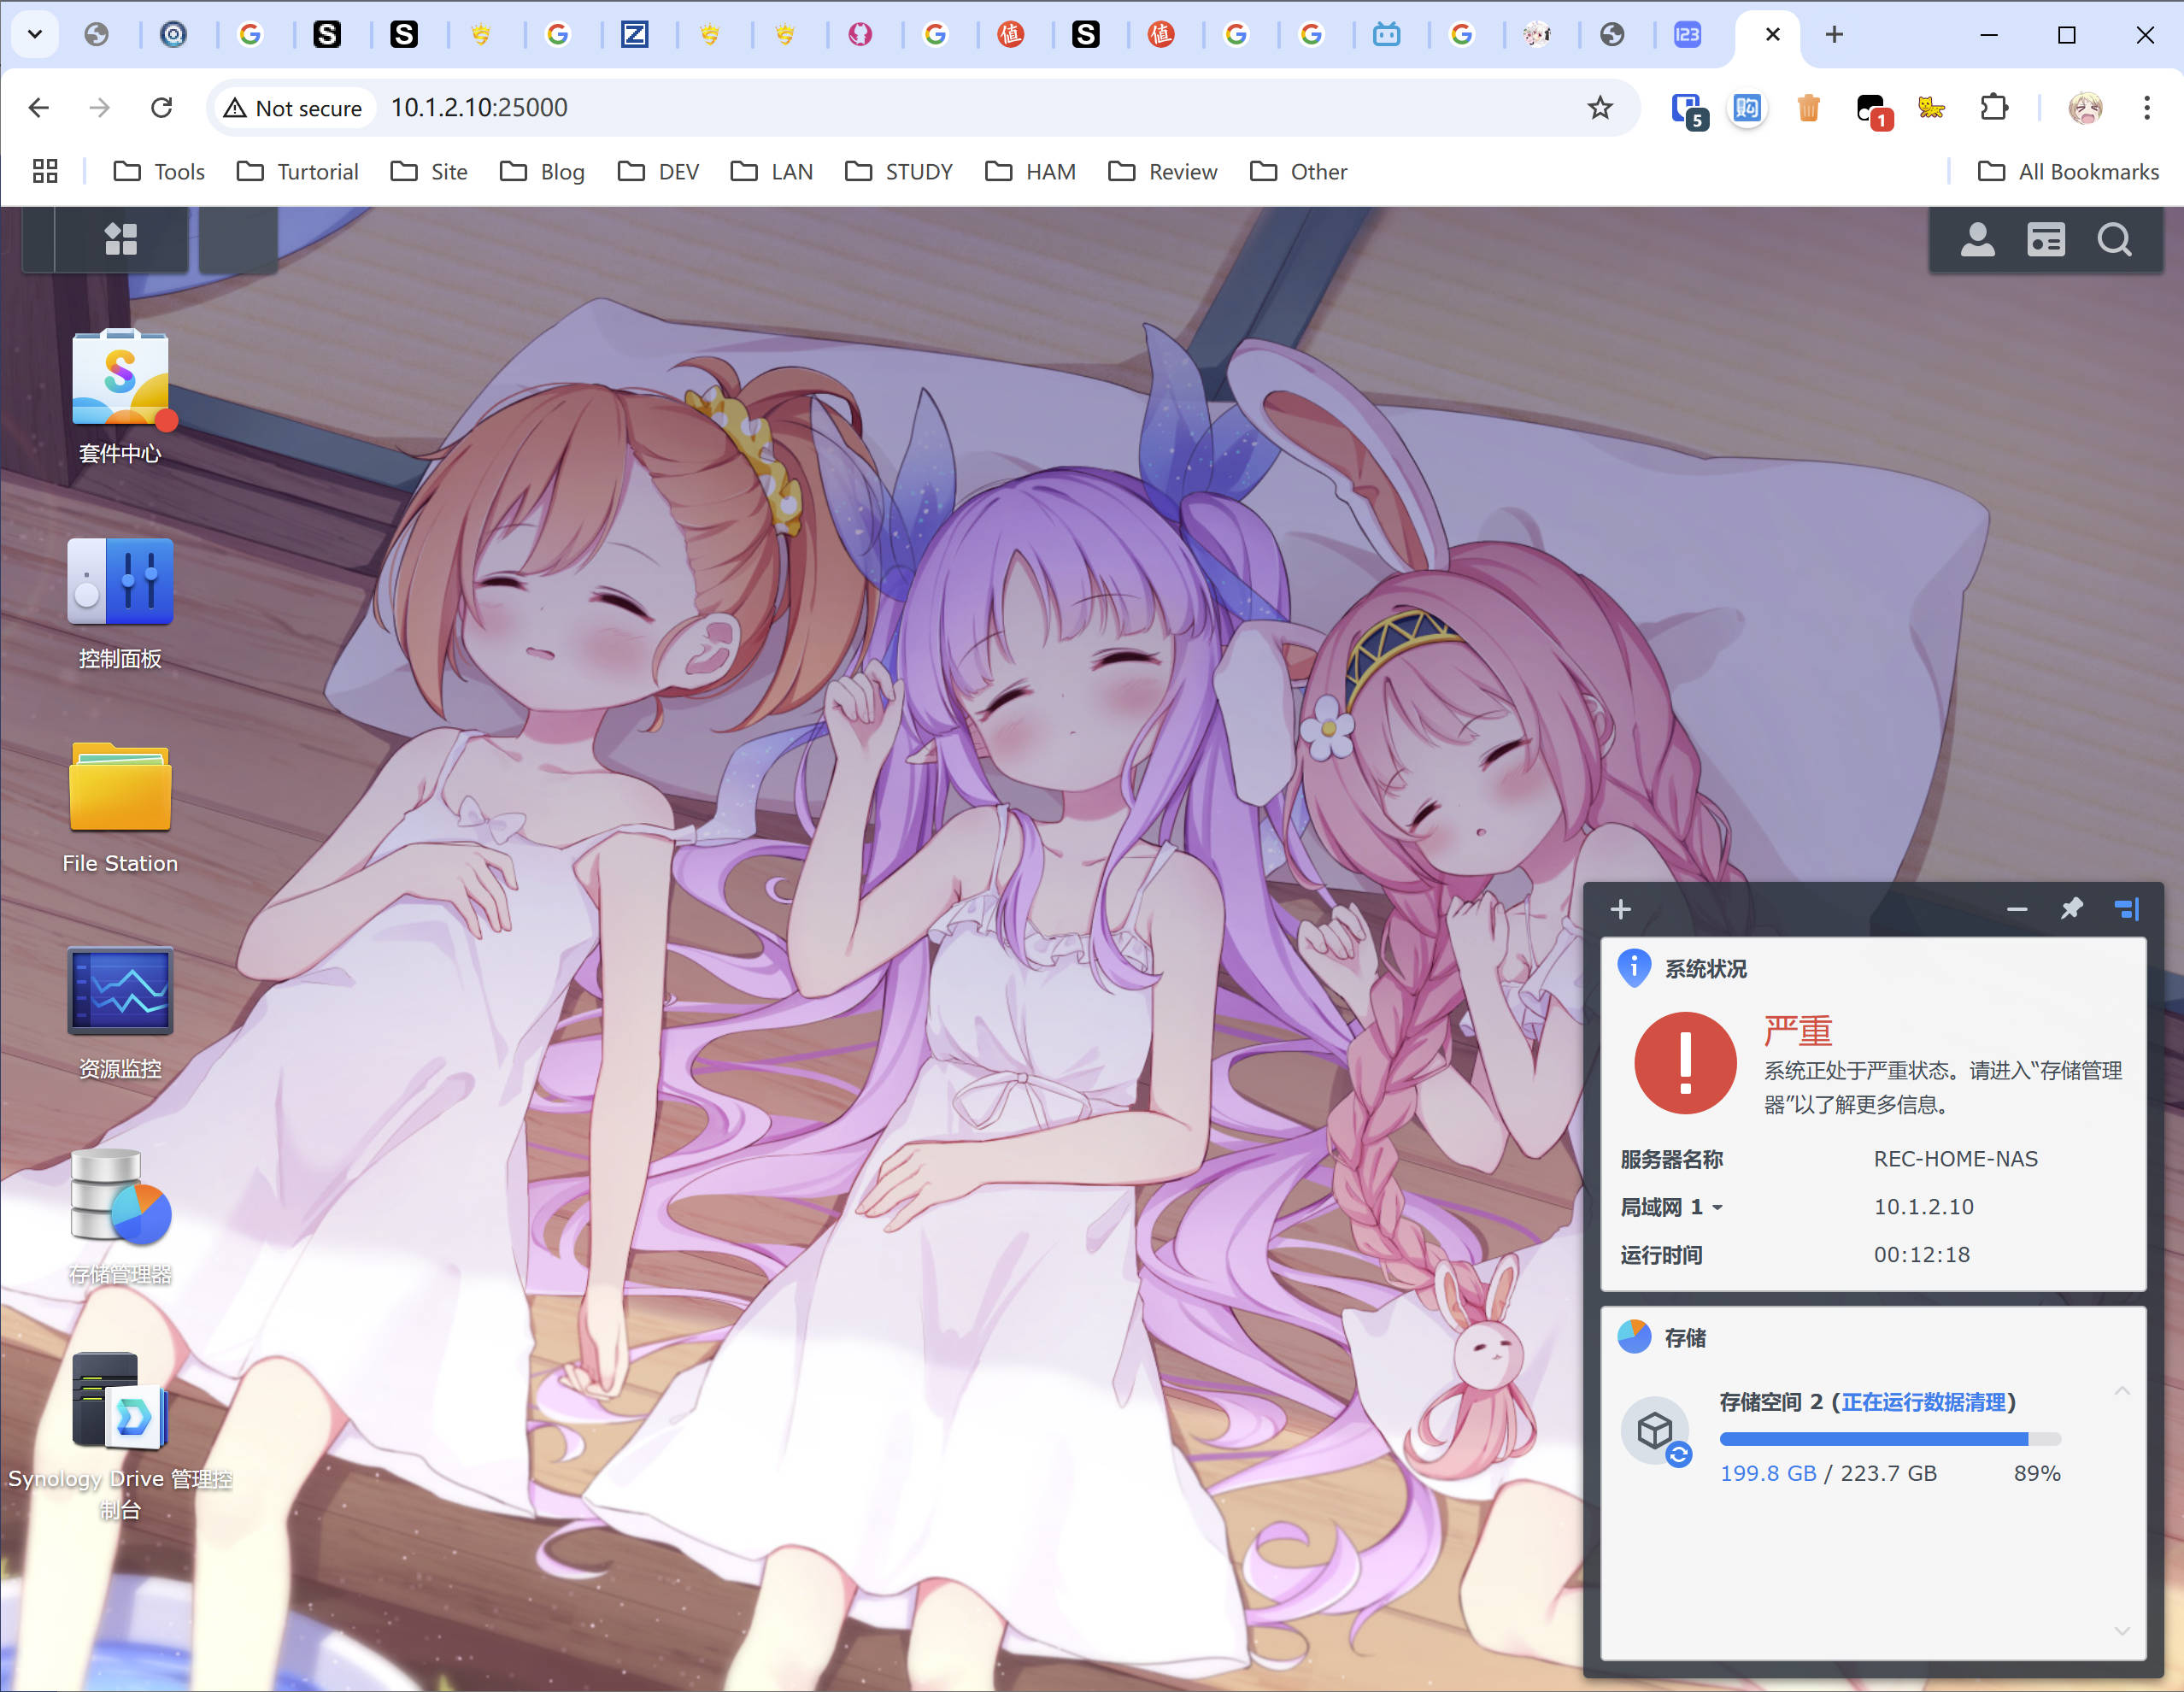 Not secure
10.1.2.10:25000
5
购
1
Tools
Turtorial
Site
Blog
DEV
LAN
STUDY
HAM
Review
Other
All Bookmarks
套件中心
控制面板
File Station
资源监控
存储管理器
Synology Drive 管理控
制台
系统状况
严重
系统正处于严重状态。请进入“存储管理
器”以了解更多信息。
服务器名称 REC-HOME-NAS
局域网 1 10.1.2.10
运行时间 00:12:18
存储
存储空间 2 (正在运行数据清理)
199.8 GB / 223.7 GB 89%